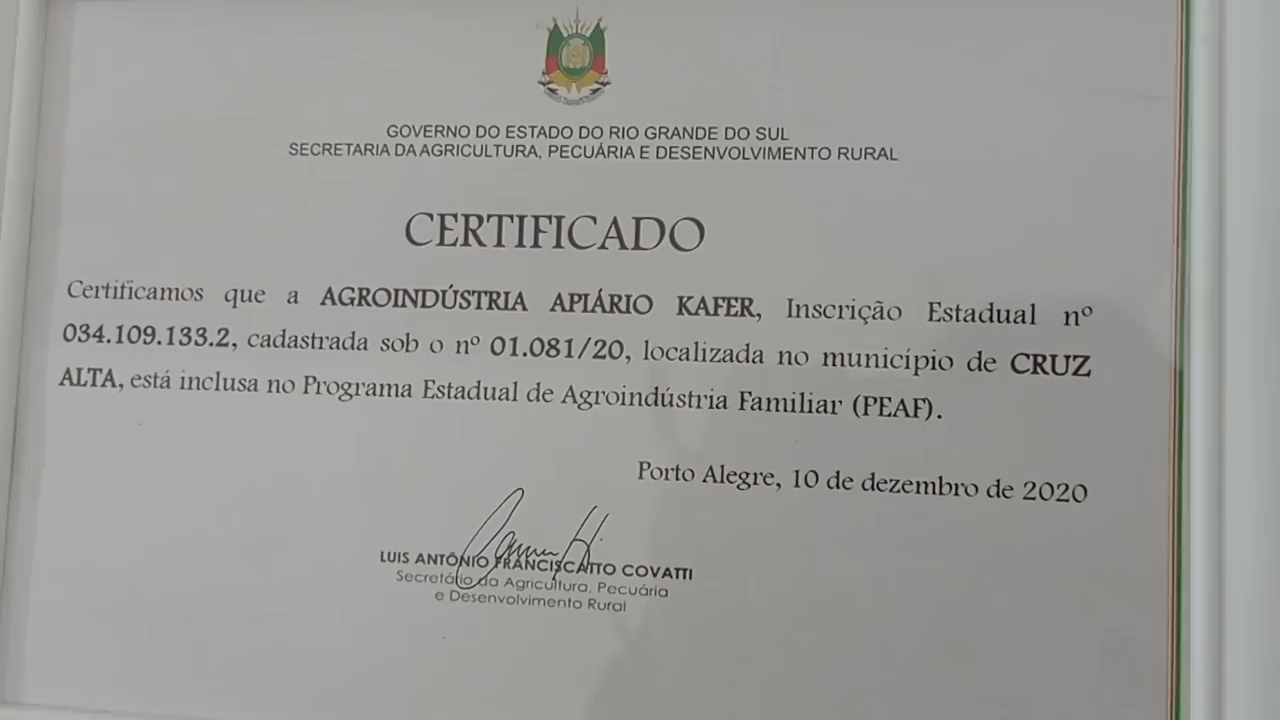 GOVERNO DO ESTADO DO RIO GRANDE DO SUL
SECRETARIA DA AGRICULTURA, PECUÁRIA E DESENVOLVIMENTO RURAL
CERTIFICADO
Certificamos que a AGROINDÚSTRIA APIÁRIO KAFER, Inscrição Estadual nº
034.109.133.2, cadastrada sob o nº 01.081/20, localizada no município de CRUZ
ALTA, está inclusa no Programa Estadual de Agroindústria Familiar (PEAF).
Porto Alegre, 10 de dezembro de 2020
LUIS ANTÔNIO FRANCISCATTO COVATTI
Secretário da Agricultura, Pecuária
e Desenvolvimento Rural